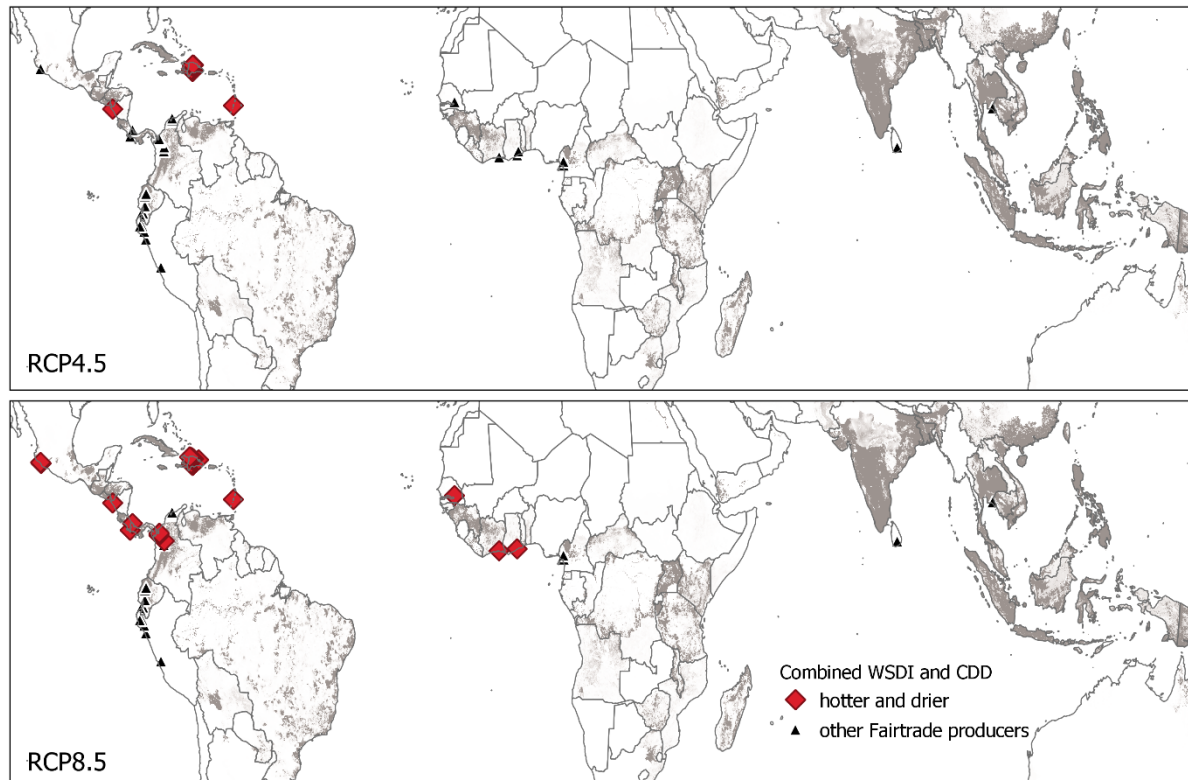 RCP4.5
RCP8.5
Combined WSDI and CDD
hotter and drier
other Fairtrade producers